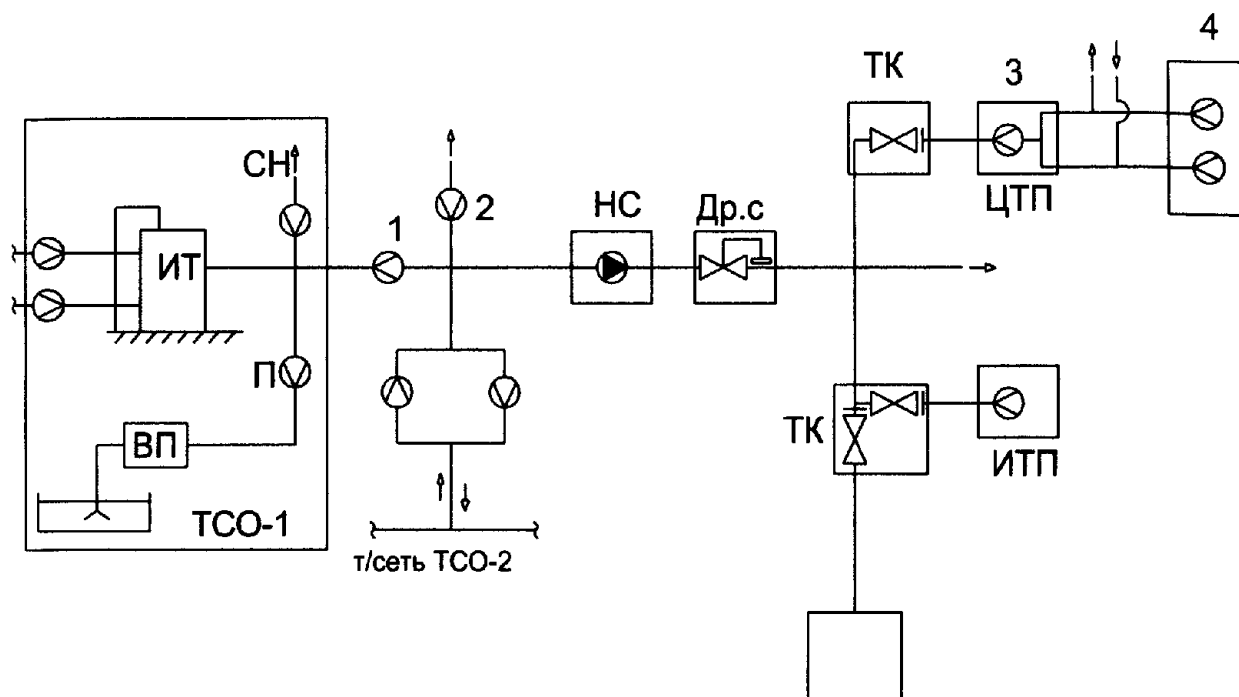 4
ТК
3
СН
2
1
НС
Др.с
ЦТП
ИТ
П
ВП
ТК
ИТП
ТСО-1
т/сеть ТСО-2